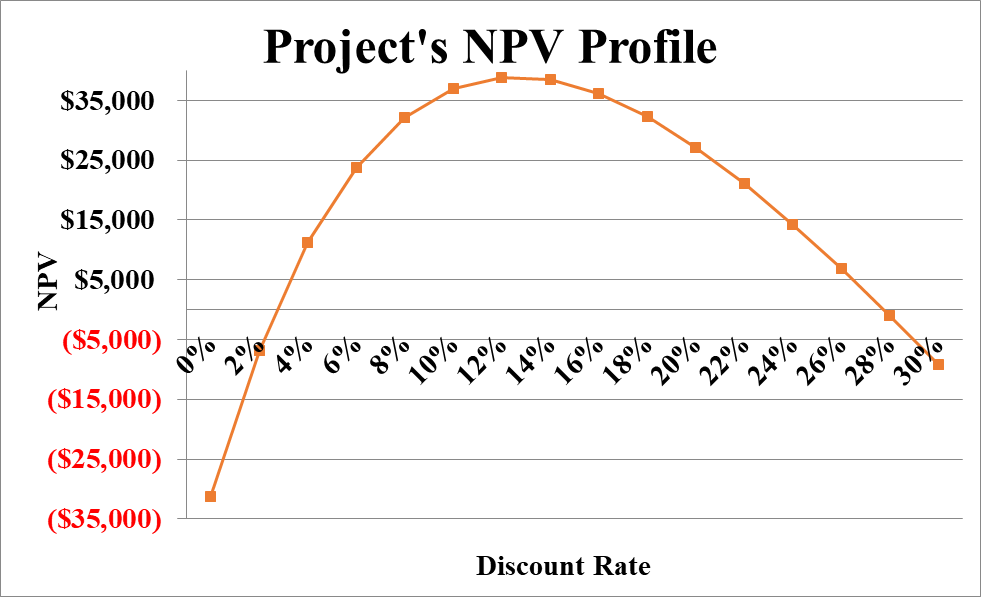 Project's NPV Profile
$35,000
$25,000
$15,000
$5,000
($5,000)
($15,000)
($25,000)
($35,000)
NPV
0% 2% 4% 6% 8% 10% 12% 14% 16% 18% 20% 22% 24% 26% 28% 30%
Discount Rate